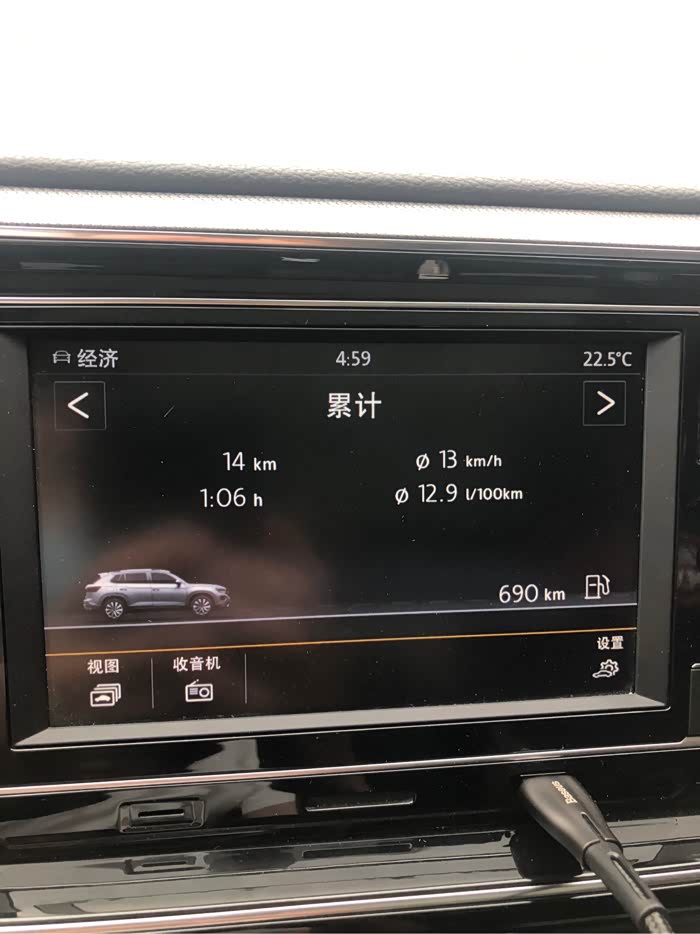 经济 4:59 22.5°C
< 累计 >
14 km ø 13 km/h
1:06 h ø 12.9 l/100km
690 km
视图 收音机 设置
Baseus